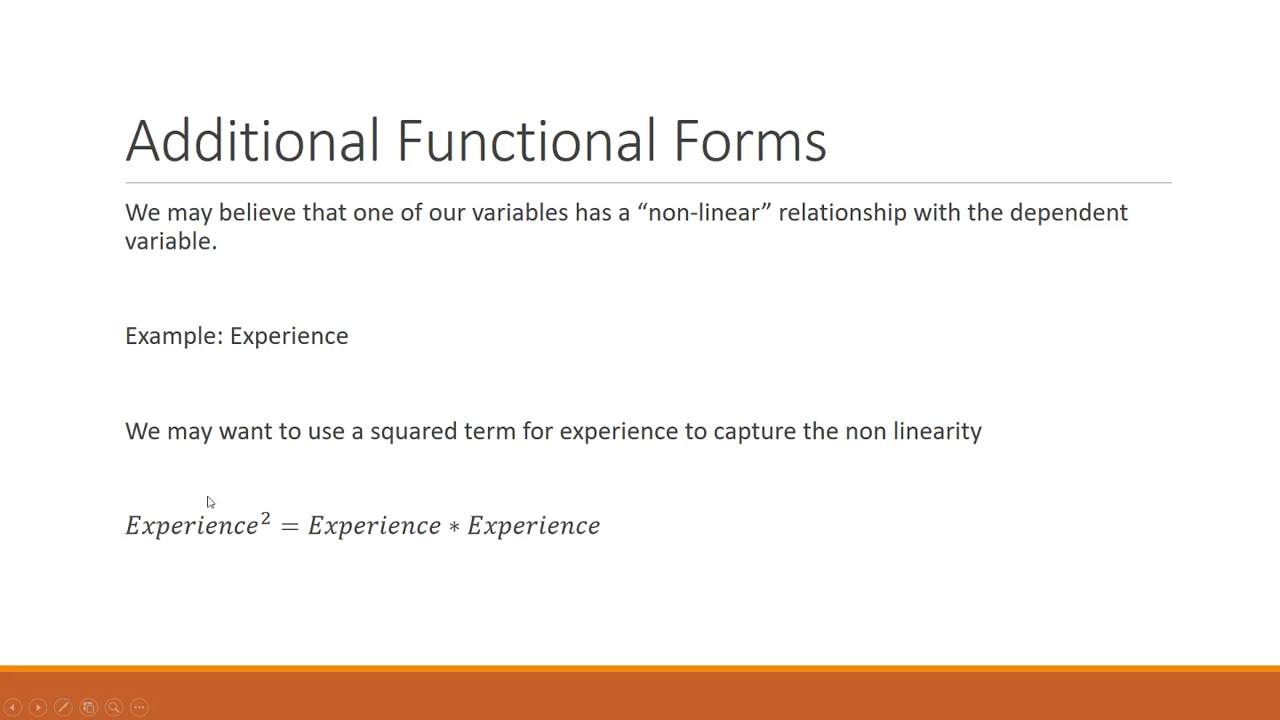 Additional Functional Forms
We may believe that one of our variables has a “non-linear” relationship with the dependent
variable.
Example: Experience
We may want to use a squared term for experience to capture the non linearity
Experience² = Experience ∗ Experience